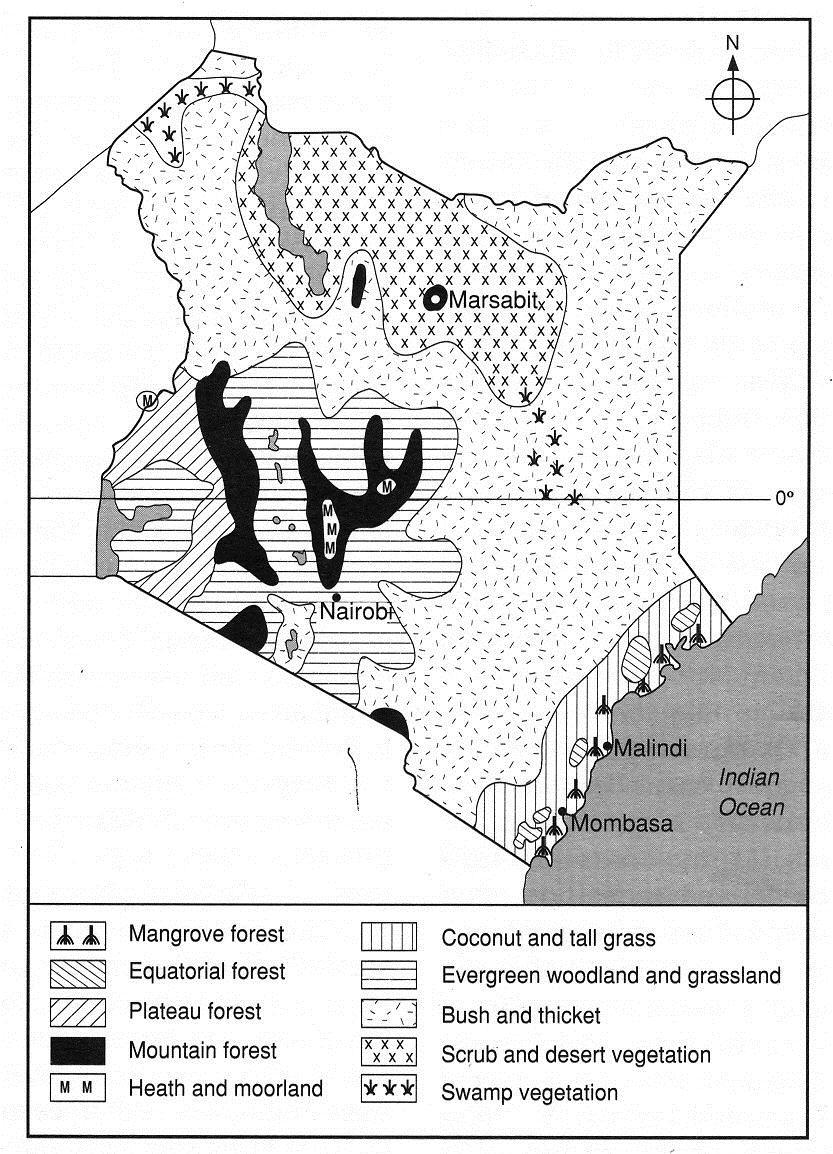 N
Marsabit
M
M
0°
M
M
M
Nairobi
Malindi
Indian
Ocean
Mombasa
Mangrove forest
Equatorial forest
Plateau forest
Mountain forest
M M Heath and moorland
Coconut and tall grass
Evergreen woodland and grassland
Bush and thicket
Scrub and desert vegetation
Swamp vegetation